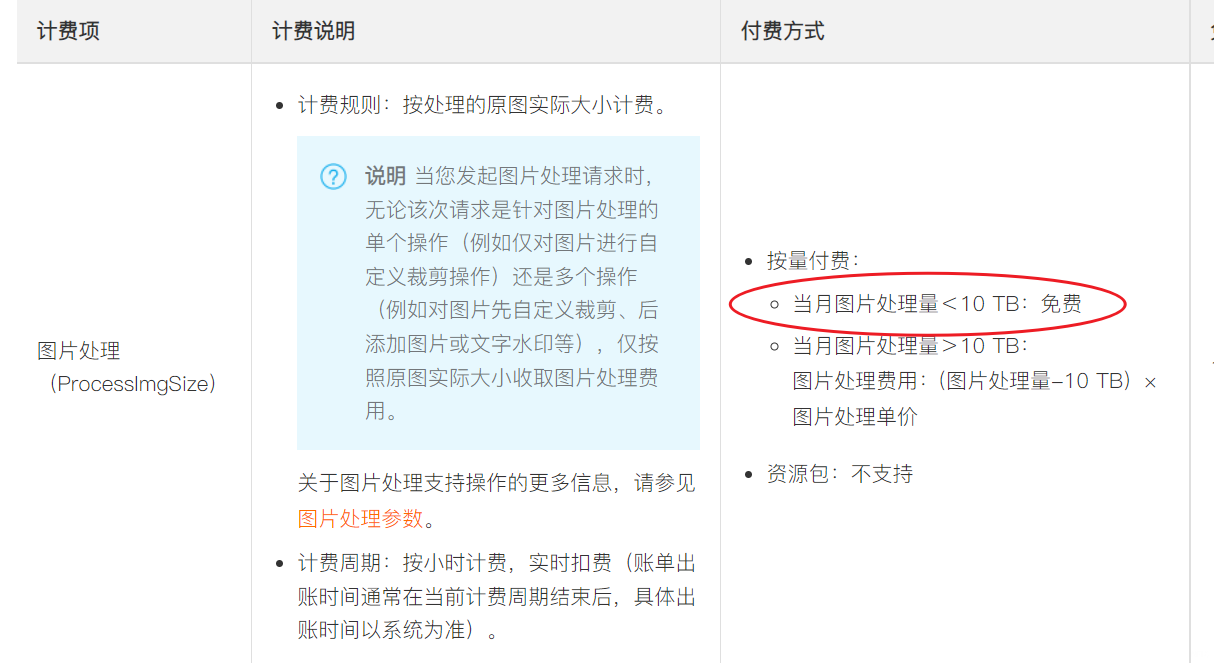 计费项
计费说明
付费方式
图片处理
（ProcessImgSize）
计费规则：按处理的原图实际大小计费。
说明 当您发起图片处理请求时，
无论该次请求是针对图片处理的
单个操作（例如仅对图片进行自
定义裁剪操作）还是多个操作
（例如对图片先自定义裁剪、后
添加图片或文字水印等），仅按
照原图实际大小收取图片处理费
用。
关于图片处理支持操作的更多信息，请参见
图片处理参数。
计费周期：按小时计费，实时扣费（账单出
账时间通常在当前计费周期结束后，具体出
账时间以系统为准）。
按量付费：
当月图片处理量＜10 TB：免费
当月图片处理量＞10 TB：
图片处理费用：（图片处理量–10 TB）×
图片处理单价
资源包：不支持